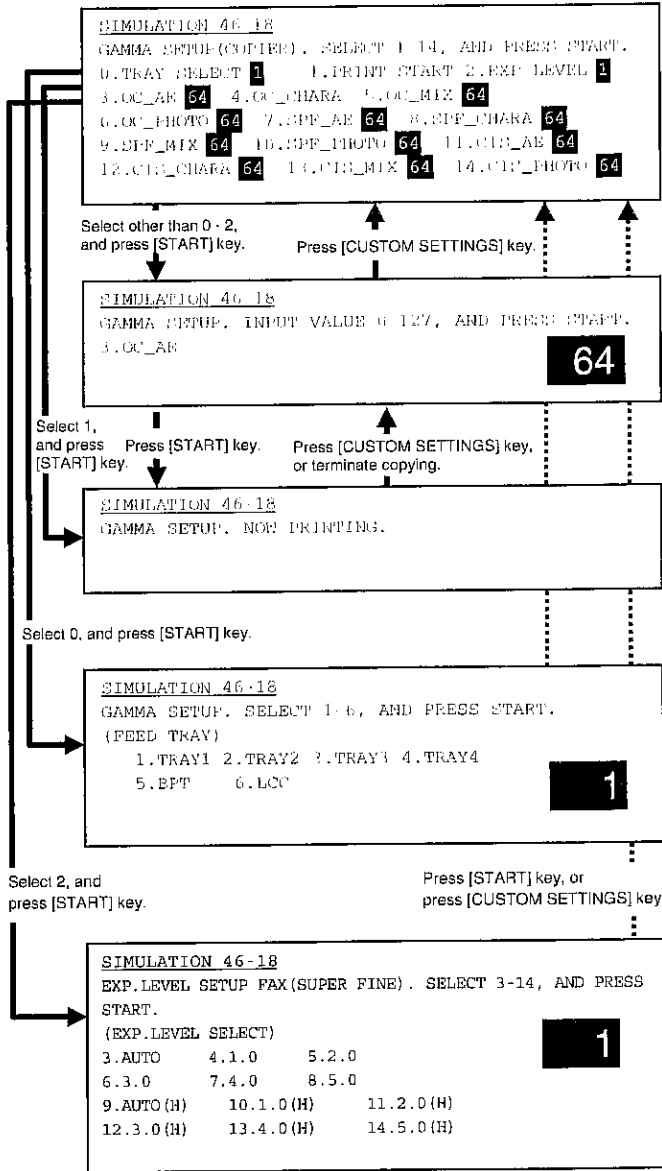 SIMULATION 46-18
GAMMA SETUP(COPIER). SELECT 1-14, AND PRESS START.
0.TRAY SELECT 1 1.PRINT START 2.EXP LEVEL 1
3.OC_AE 64 4.OC_CHARA 5.OC_MIX 64
6.OC_PHOTO 64 7.SPF_AE 64 8.SPF_CHARA 64
9.SPF_MIX 64 10.SPF_PHOTO 64 11.CIS_AE 64
12.CIS_CHARA 64 13.CIS_MIX 64 14.CIS_PHOTO 64
Select other than 0 - 2,
and press [START] key.
Press [CUSTOM SETTINGS] key.
SIMULATION 46-18
GAMMA SETUP. INPUT VALUE 0-127, AND PRESS START.
3.OC_AE
64
Select 1,
and press
[START] key.
Press [START] key.
Press [CUSTOM SETTINGS] key,
or terminate copying.
SIMULATION 46-18
GAMMA SETUP. NOW PRINTING.
Select 0, and press [START] key.
SIMULATION 46-18
GAMMA SETUP. SELECT 1-6, AND PRESS START.
(FEED TRAY)
1.TRAY1 2.TRAY2 3.TRAY3 4.TRAY4
5.BPT 6.LCC
1
Select 2, and
press [START] key.
Press [START] key, or
press [CUSTOM SETTINGS] key
SIMULATION 46-18
EXP.LEVEL SETUP FAX(SUPER FINE). SELECT 3-14, AND PRESS
START.
(EXP.LEVEL SELECT)
1
3.AUTO 4.1.0 5.2.0
6.3.0 7.4.0 8.5.0
9.AUTO(H) 10.1.0(H) 11.2.0(H)
12.3.0(H) 13.4.0(H) 14.5.0(H)